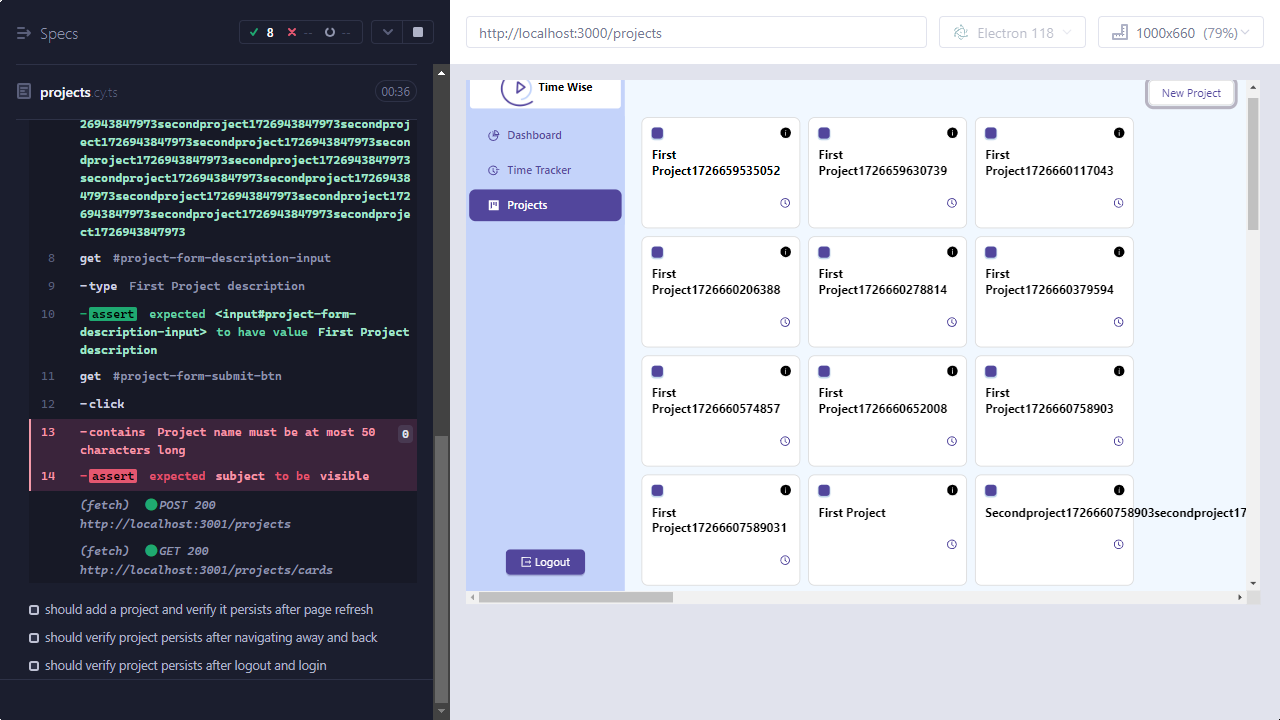 Specs
8
--
--
projects.cy.ts
00:36
26943847973secondproject1726943847973secondproj
ect1726943847973secondproject1726943847973secon
dproject1726943847973secondproject1726943847973
secondproject1726943847973secondproject17269438
47973secondproject1726943847973secondproject172
6943847973secondproject1726943847973secondproje
ct1726943847973
8 get #project-form-description-input
9 -type First Project description
10 -assert expected <input#project-form-
description-input> to have value First Project
description
11 get #project-form-submit-btn
12 -click
13 -contains Project name must be at most 50
characters long
0
14 -assert expected subject to be visible
(fetch) POST 200
http://localhost:3001/projects
(fetch) GET 200
http://localhost:3001/projects/cards
should add a project and verify it persists after page refresh
should verify project persists after navigating away and back
should verify project persists after logout and login
http://localhost:3000/projects
Electron 118
1000x660 (79%)
Time Wise
Dashboard
Time Tracker
Projects
Logout
New Project
First
Project1726659535052
First
Project1726659630739
First
Project1726660117043
First
Project1726660206388
First
Project1726660278814
First
Project1726660379594
First
Project1726660574857
First
Project1726660652008
First
Project1726660758903
First
Project17266607589031
First Project
Secondproject1726660758903secondproject17